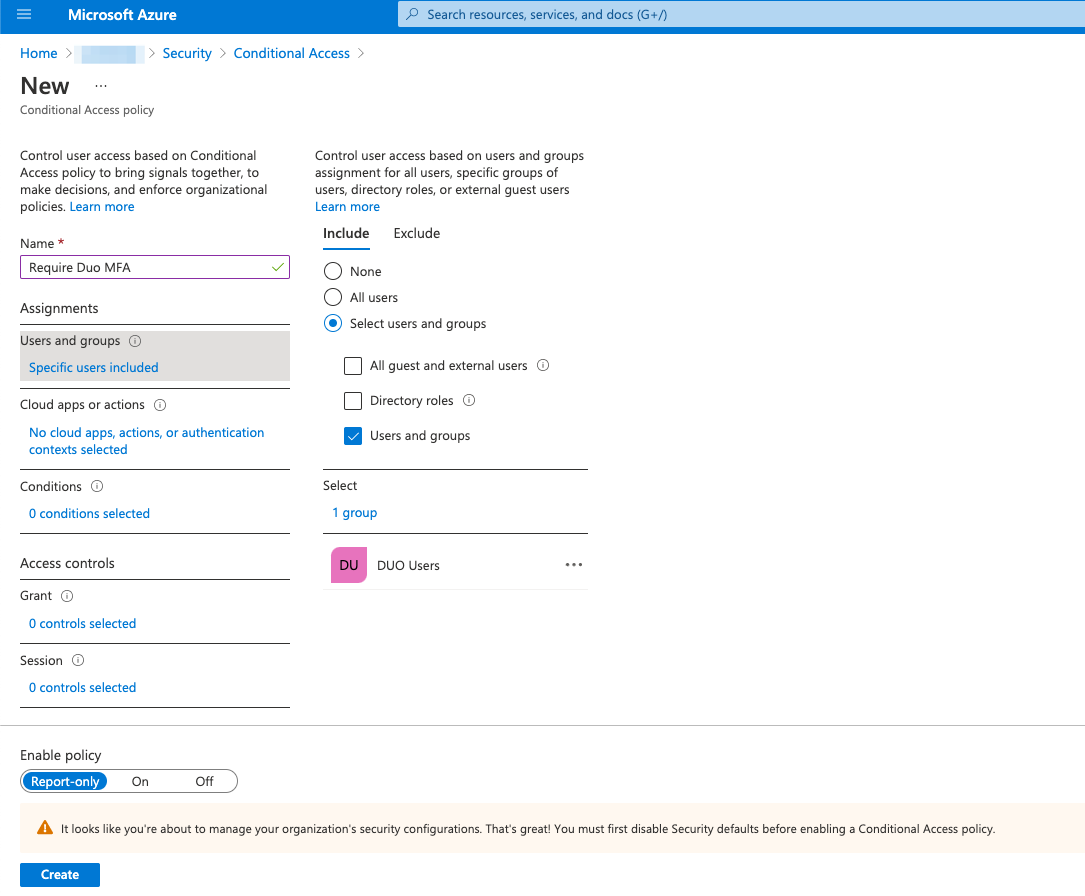 Microsoft Azure
Search resources, services, and docs (G+/)
Home > > Security > Conditional Access >
New ...
Conditional Access policy
Control user access based on Conditional
Access policy to bring signals together, to
make decisions, and enforce organizational
policies. Learn more
Name *
Require Duo MFA
Assignments
Users and groups
Specific users included
Cloud apps or actions
No cloud apps, actions, or authentication
contexts selected
Conditions
0 conditions selected
Access controls
Grant
0 controls selected
Session
0 controls selected
Control user access based on users and groups
assignment for all users, specific groups of
users, directory roles, or external guest users
Learn more
Include Exclude
None
All users
Select users and groups
All guest and external users
Directory roles
Users and groups
Select
1 group
DU DUO Users
Enable policy
Report-only On Off
It looks like you're about to manage your organization's security configurations. That's great! You must first disable Security defaults before enabling a Conditional Access policy.
Create